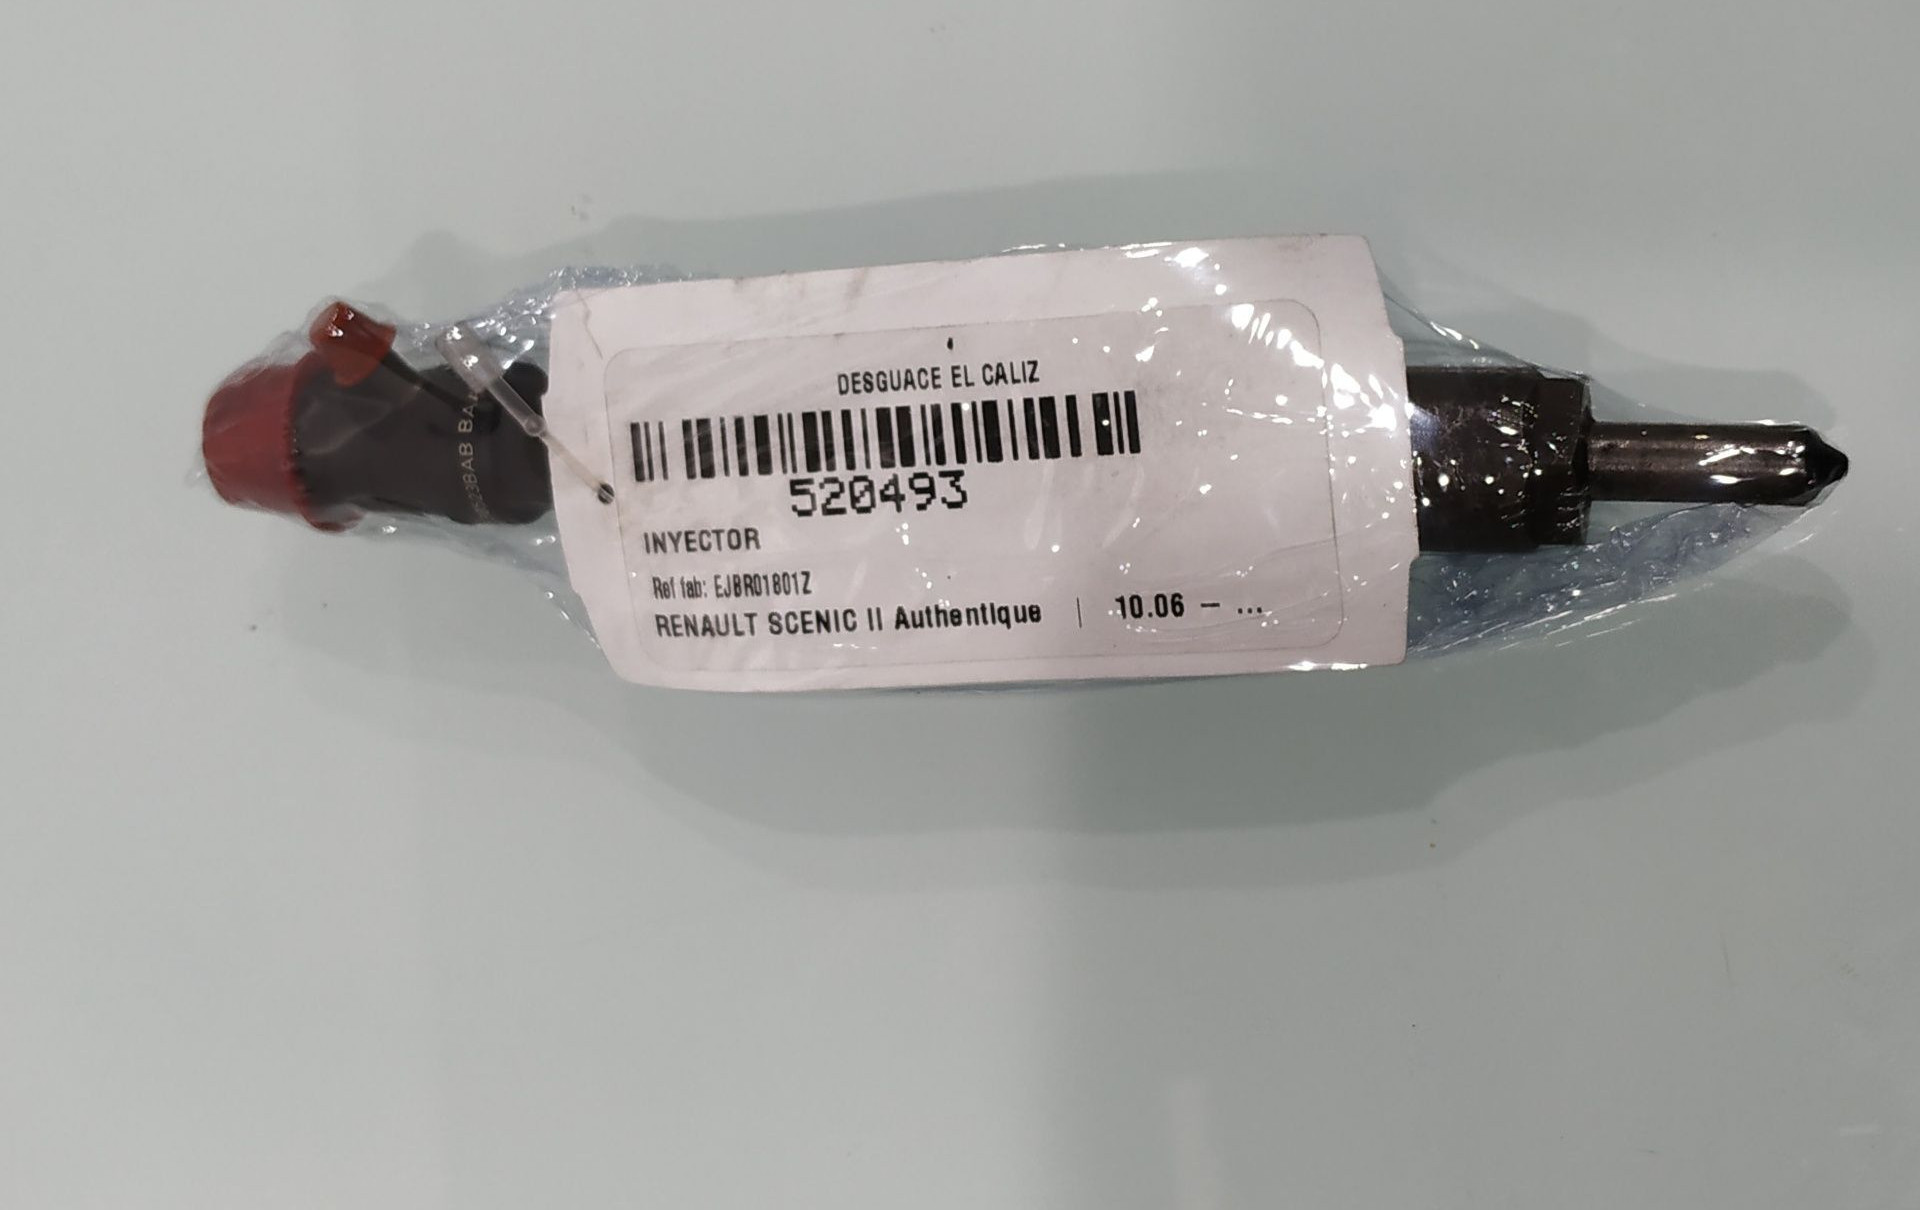 DESGUACE EL CALIZ
520493
INYECTOR
Ref fab: EJBR01801Z
RENAULT SCENIC II Authentique | 10.06 – ...